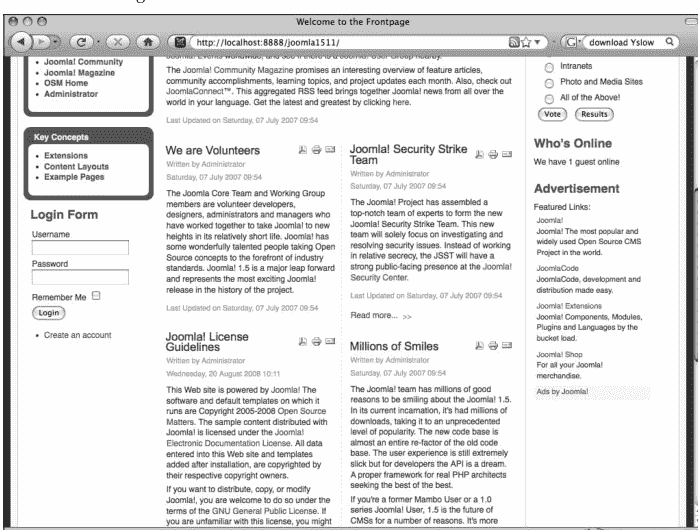 Welcome to the Frontpage
http://localhost:8888/joomla1511/
download Yslow
Joomla! Community
Joomla! Magazine
OSM Home
Administrator
Key Concepts
Extensions
Content Layouts
Example Pages
Login Form
Username
Password
Remember Me
Login
Create an account
The Joomla! Community Magazine promises an interesting overview of feature articles,
community accomplishments, learning topics, and project updates each month. Also, check out
JoomlaConnect™. This aggregated RSS feed brings together Joomla! news from all over the
world in your language. Get the latest and greatest by clicking here.
Last Updated on Saturday, 07 July 2007 09:54
We are Volunteers
Written by Administrator
Saturday, 07 July 2007 09:54
The Joomla Core Team and Working Group
members are volunteer developers,
designers, administrators and managers who
have worked together to take Joomla! to new
heights in its relatively short life. Joomla! has
some wonderfully talented people taking Open
Source concepts to the forefront of industry
standards. Joomla! 1.5 is a major leap forward
and represents the most exciting Joomla!
release in the history of the project.
Last Updated on Saturday, 07 July 2007 09:54
Joomla! Security Strike
Team
Written by Administrator
Saturday, 07 July 2007 09:54
The Joomla! Project has assembled a
top-notch team of experts to form the new
Joomla! Security Strike Team. This new
team will solely focus on investigating and
resolving security issues. Instead of working
in relative secrecy, the JSST will have a
strong public-facing presence at the Joomla!
Security Center.
Last Updated on Saturday, 07 July 2007 09:54
Read more... >>
Joomla! License
Guidelines
Written by Administrator
Wednesday, 20 August 2008 10:11
This Web site is powered by Joomla! The
software and default templates on which it
runs are Copyright 2005-2008 Open Source
Matters. The sample content distributed with
Joomla! is licensed under the Joomla!
Electronic Documentation License. All data
entered into this Web site and templates
added after installation, are copyrighted by
their respective copyright owners.
If you want to distribute, copy, or modify
Joomla!, you are welcome to do so under the
terms of the GNU General Public License. If
you are unfamiliar with this license, you might
Millions of Smiles
Written by Administrator
Saturday, 07 July 2007 09:54
The Joomla! team has millions of good
reasons to be smiling about the Joomla! 1.5.
In its current incarnation, it's had millions of
downloads, taking it to an unprecedented
level of popularity. The new code base is
almost an entire re-factor of the old code
base. The user experience is still extremely
slick but for developers the API is a dream.
A proper framework for real PHP architects
seeking the best of the best.
If you're a former Mambo User or a 1.0
series Joomla! User, 1.5 is the future of
CMSs for a number of reasons. It's more
Intranets
Photo and Media Sites
All of the Above!
Vote Results
Who's Online
We have 1 guest online
Advertisement
Featured Links:
Joomla!
Joomla! The most popular and
widely used Open Source CMS
Project in the world.
JoomlaCode
JoomlaCode, development and
distribution made easy.
Joomla! Extensions
Joomla! Components, Modules,
Plugins and Languages by the
bucket load.
Joomla! Shop
For all your Joomla!
merchandise.
Ads by Joomla!